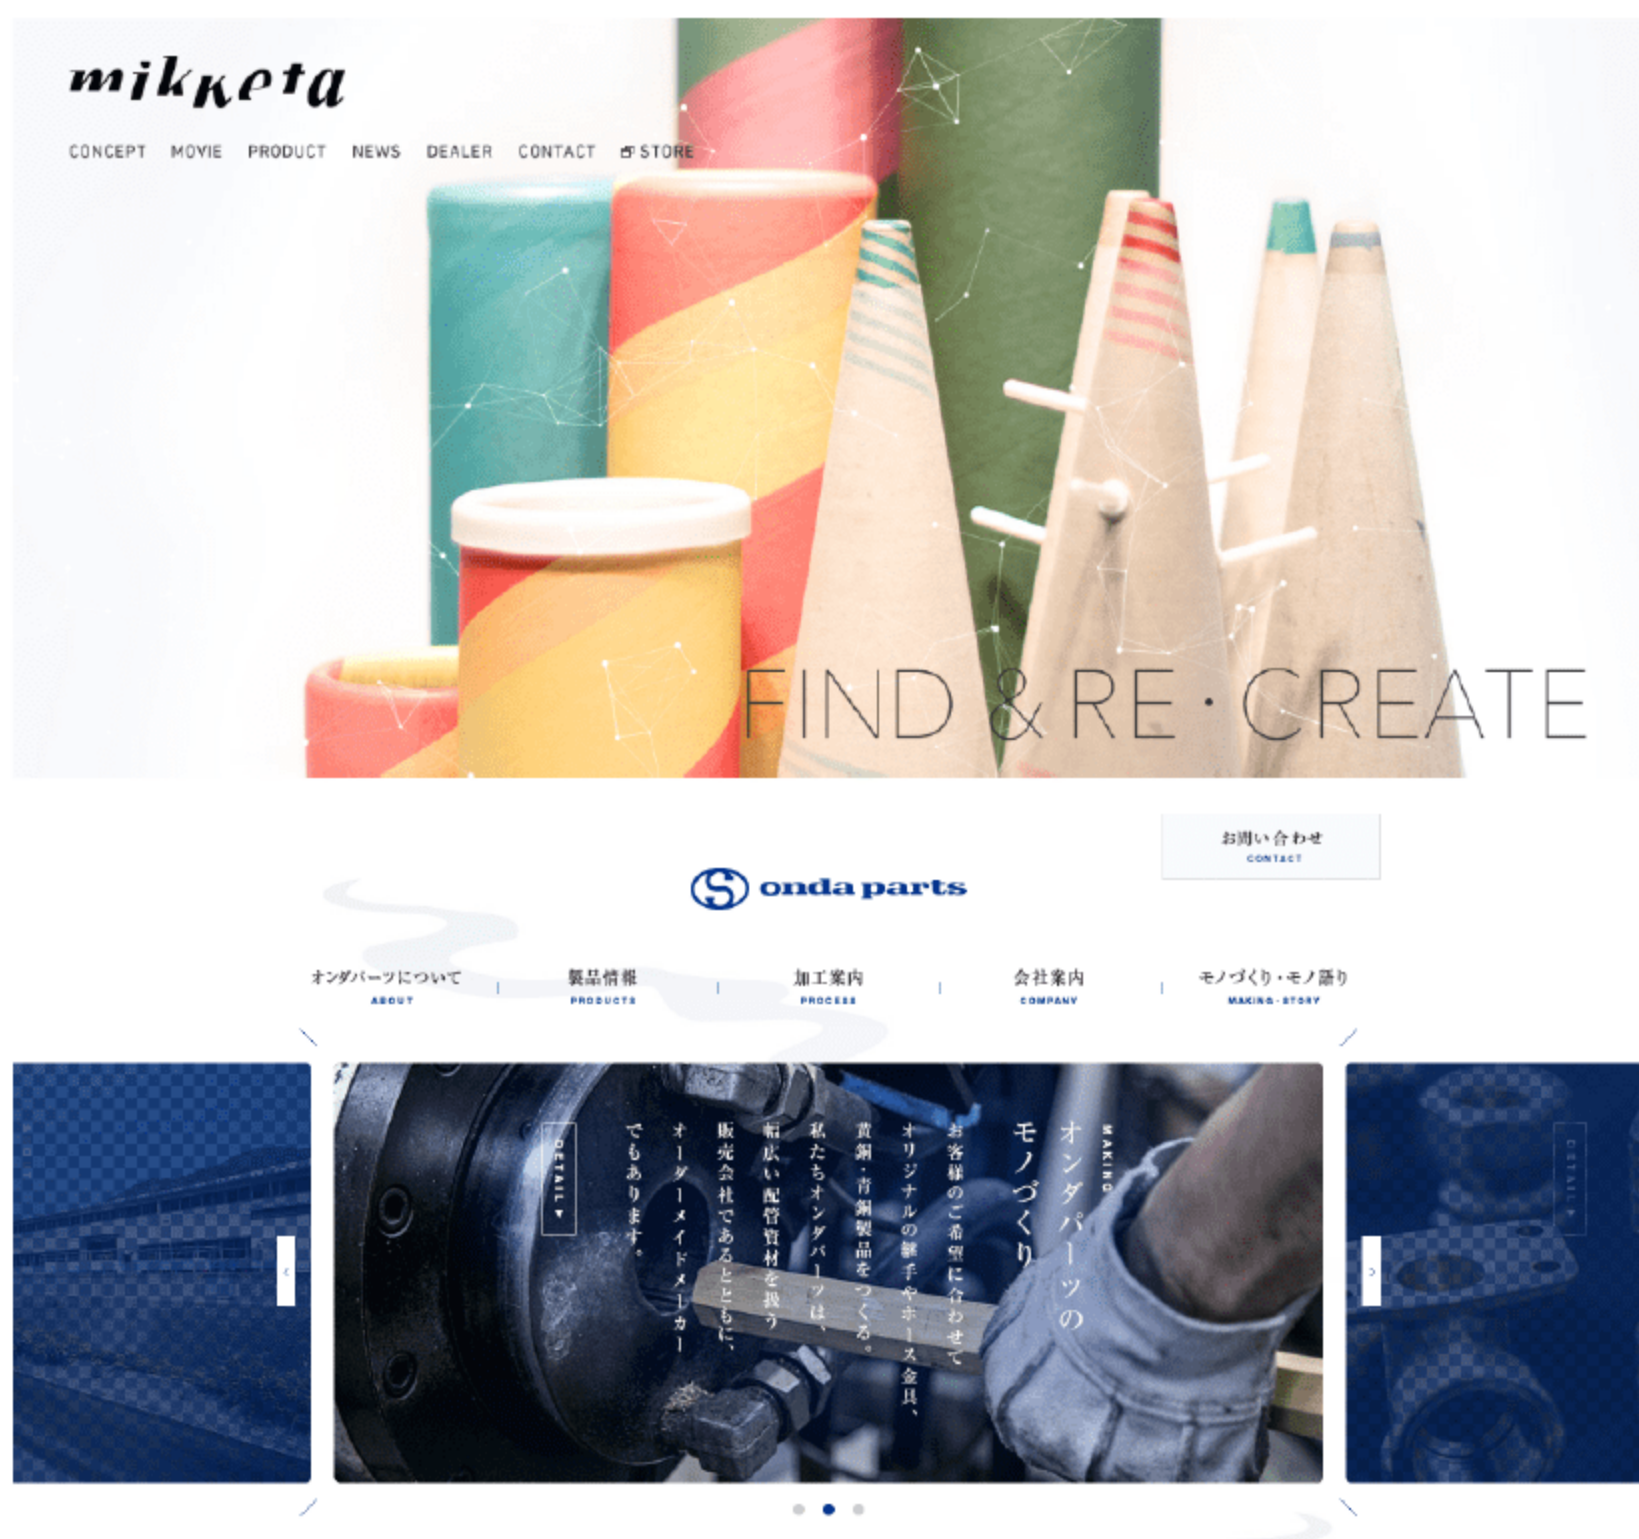 mikketa
CONCEPT MOVIE PRODUCT NEWS DEALER CONTACT STORE
FIND & RE・CREATE
お問い合わせ
CONTACT
onda parts
オンダパーツについて
ABOUT
製品情報
PRODUCTS
加工案内
PROCESS
会社案内
COMPANY
モノづくり・モノ語り
MAKING・STORY
MAKING
オンダパーツの
モノづくり
お客様のご希望に合わせて
オリジナルの継手やホース金具、
黄銅・青銅製品をつくる。
私たちオンダパーツは、
幅広い配管資材を扱う
販売会社であるとともに、
オーダーメイドメーカー
でもあります。
DETAIL
DETAIL